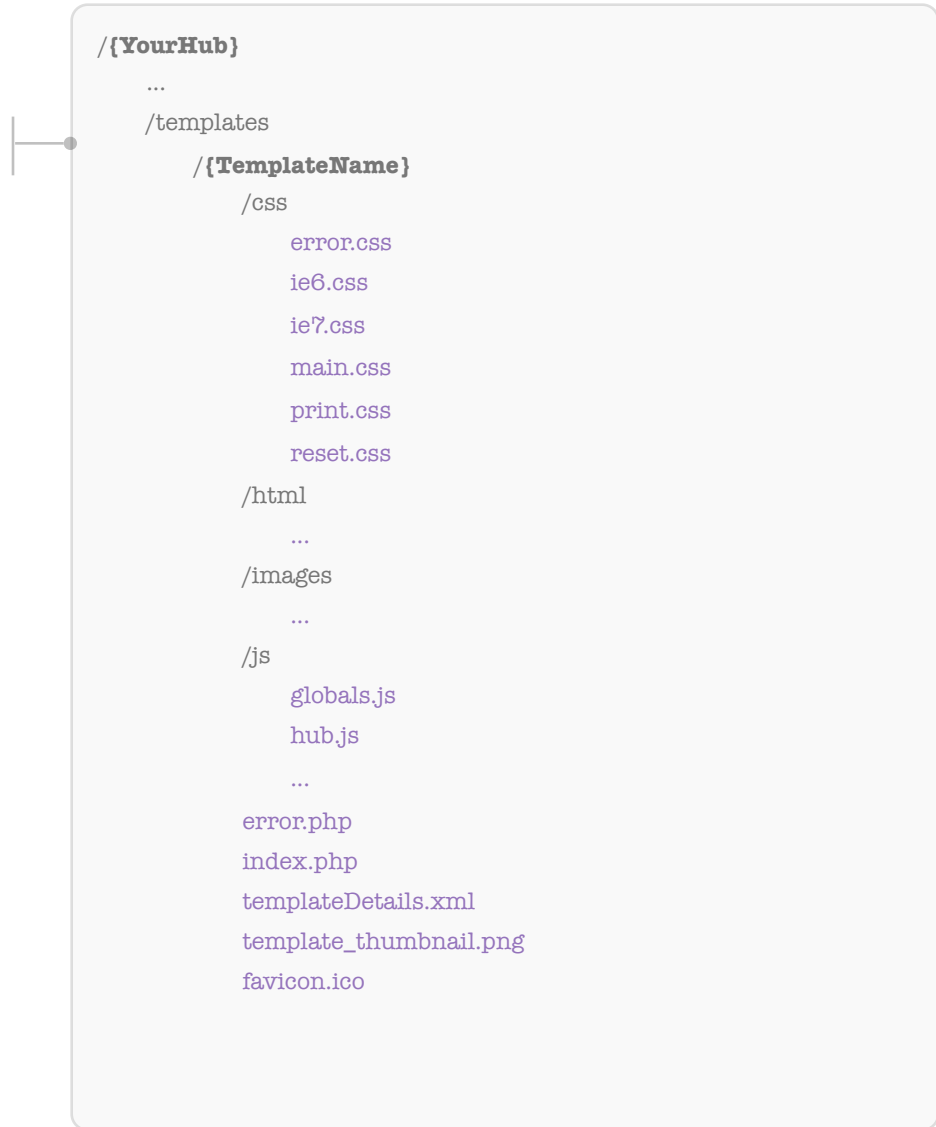 /{YourHub}
...
/templates
/{TemplateName}
/css
error.css
ie6.css
ie7.css
main.css
print.css
reset.css
/html
...
/images
...
/js
globals.js
hub.js
...
error.php
index.php
templateDetails.xml
template_thumbnail.png
favicon.ico